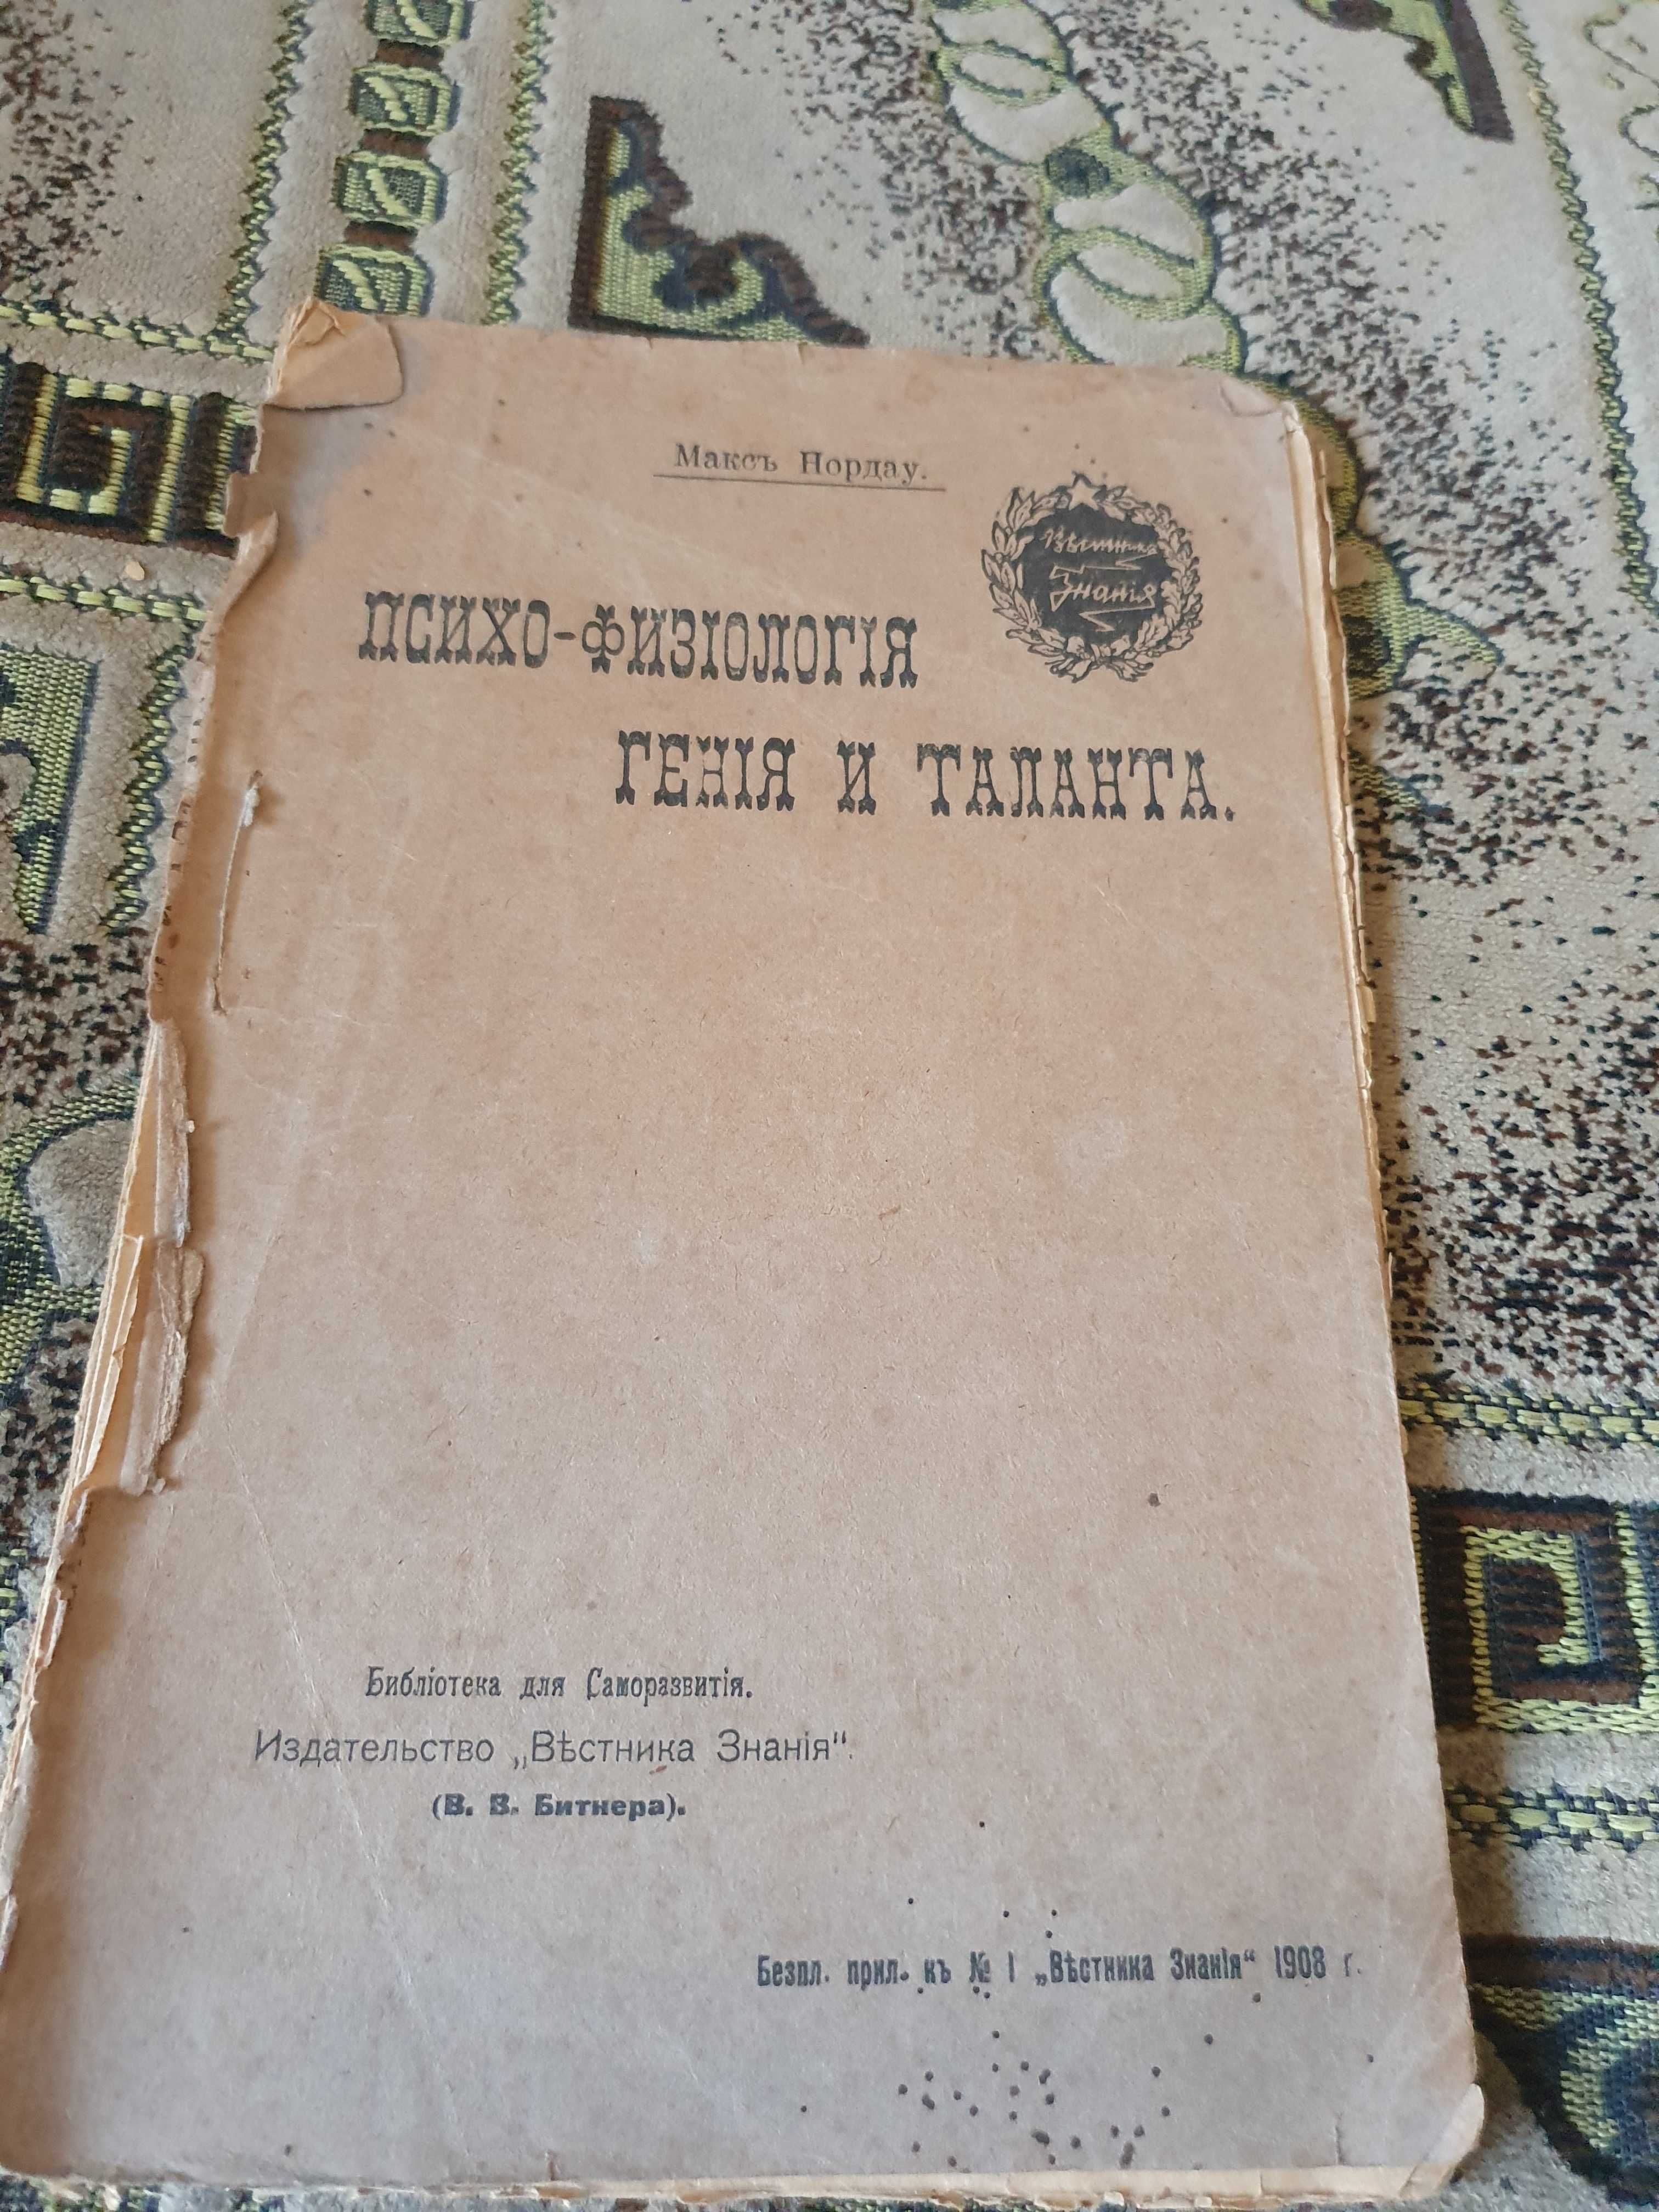 Максъ Нордау.
Вѣстникъ
Знанія
ПСИХО-ФИЗІОЛОГІЯ
ГЕНІЯ И ТАЛАНТА.
Библіотека для Саморазвитія.
Издательство „Вѣстника Знанія“.
(В. В. Битнера).
Безпл. прил. къ № 1 „Вѣстника Знанія“ 1908 г.